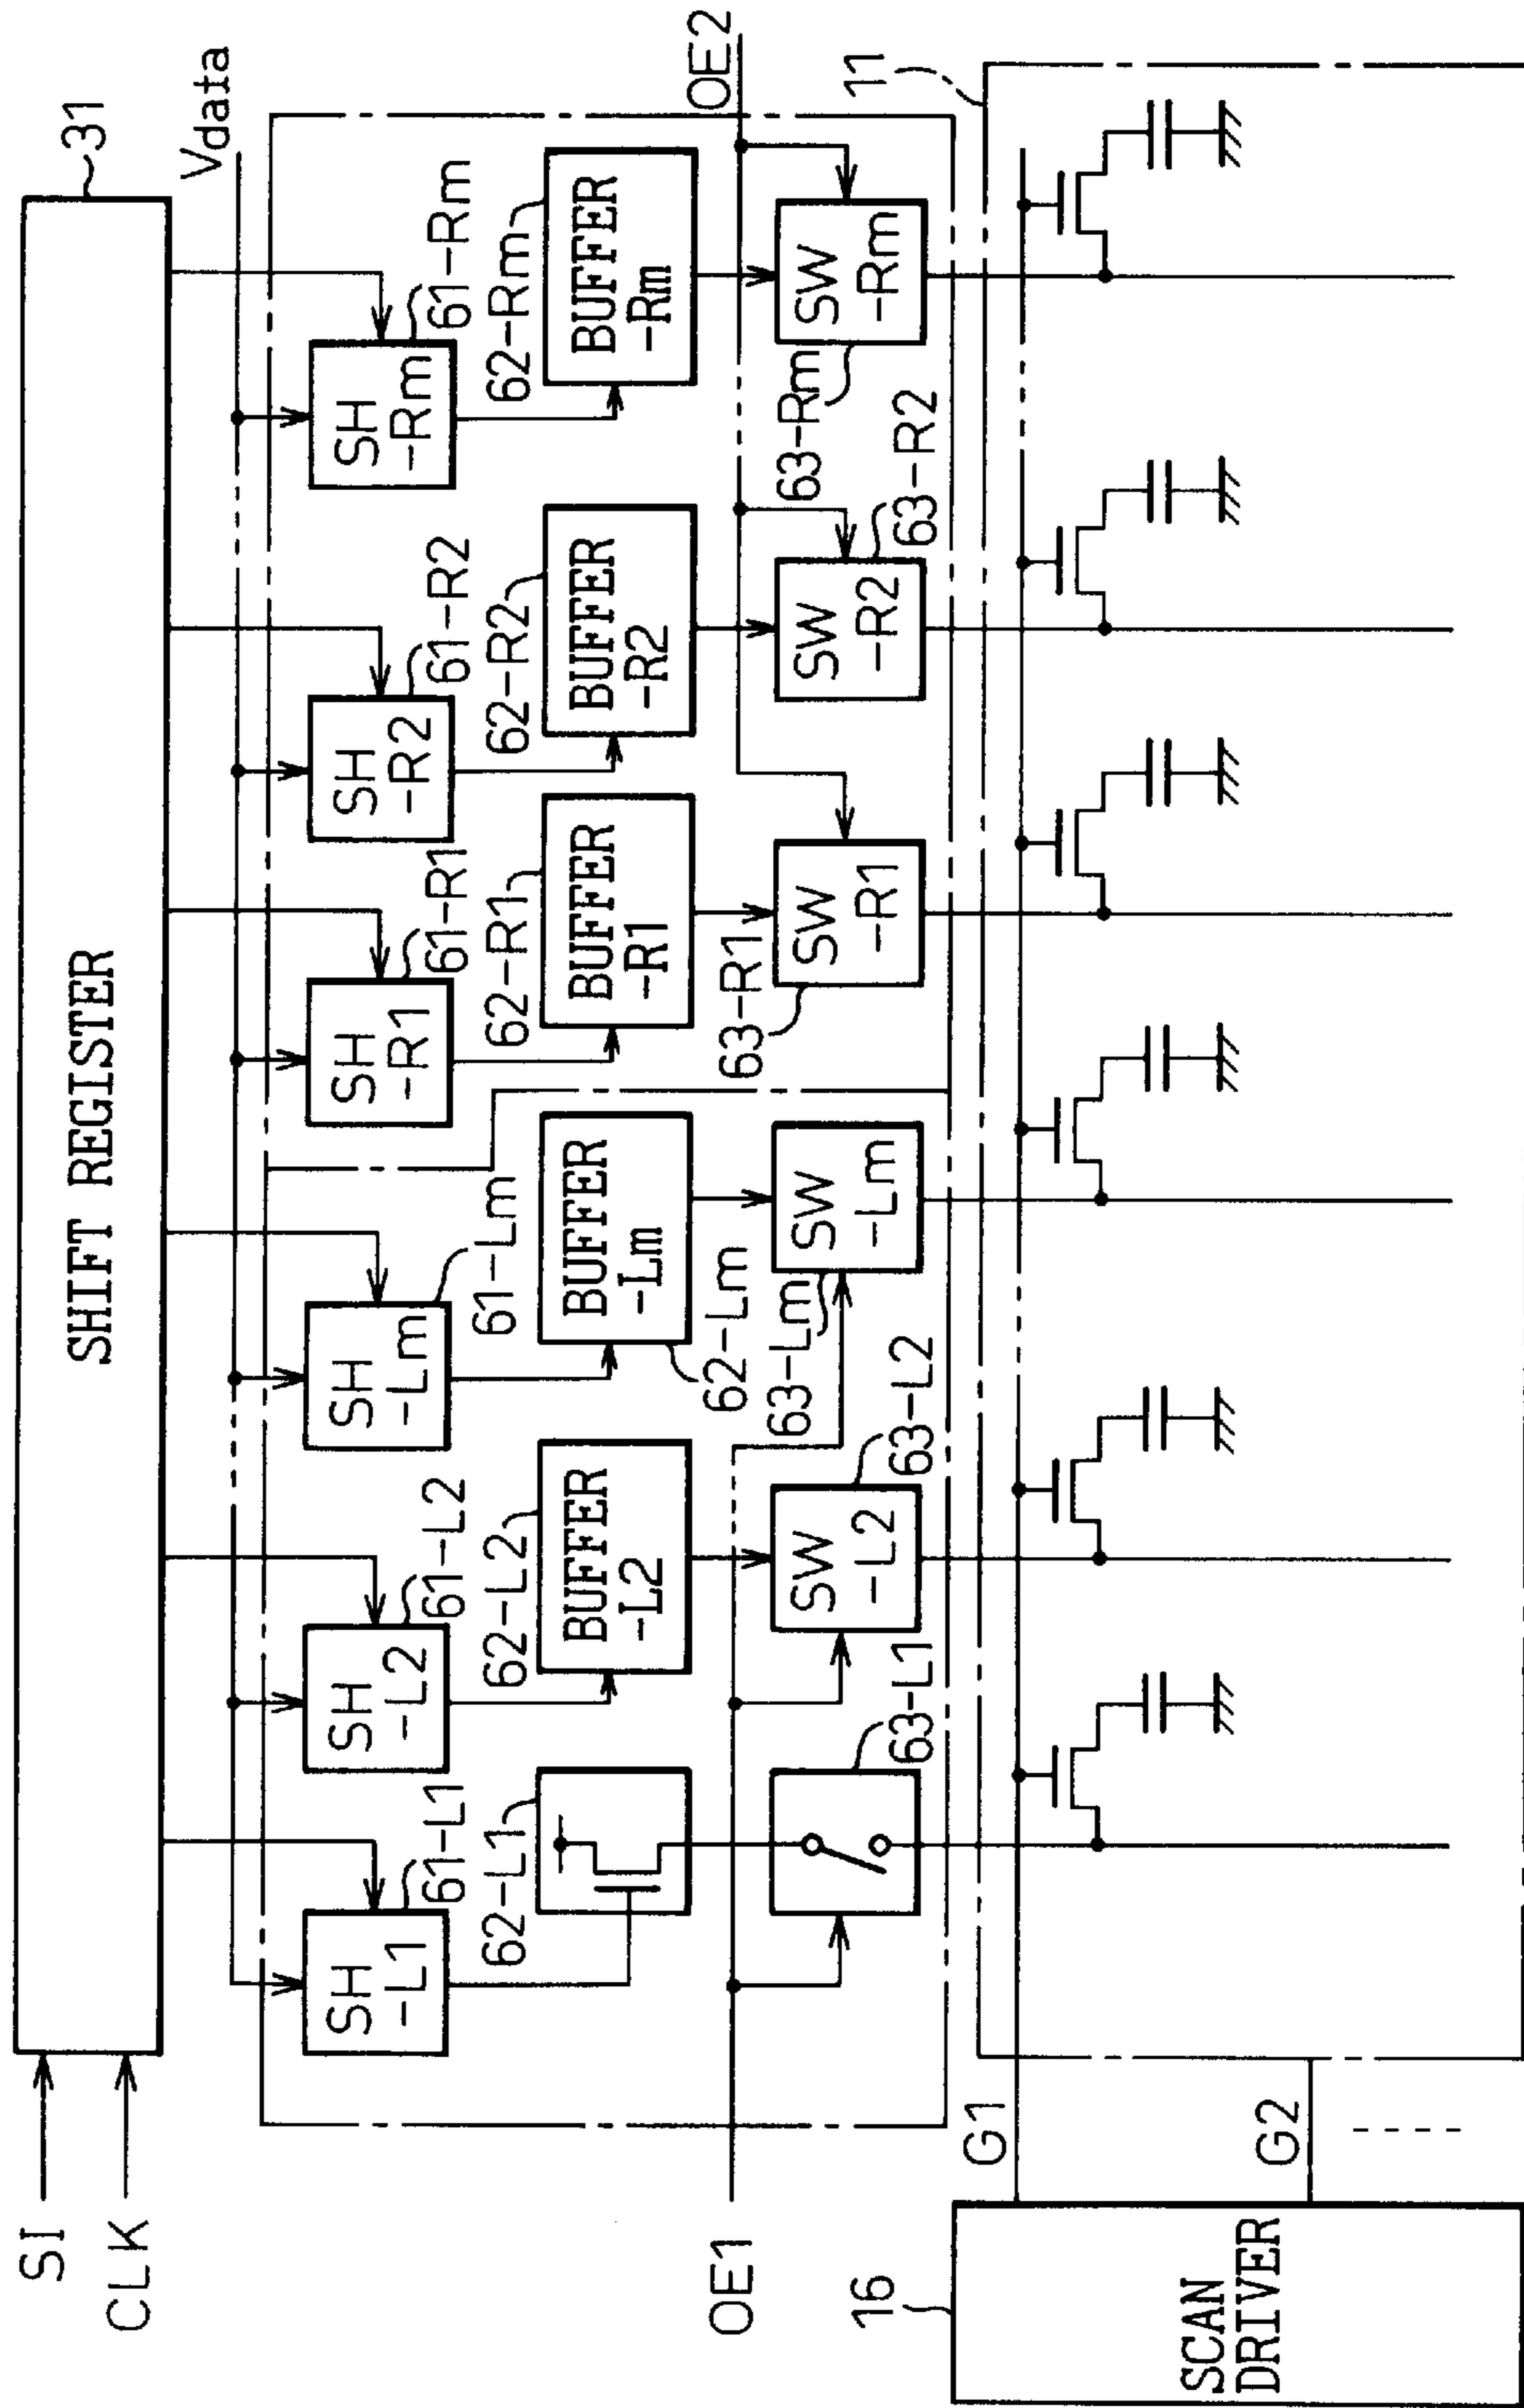 SI
CLK
SHIFT REGISTER
31
Vdata
SH
-L1
61-L1
SH
-L2
61-L2
SH
-Lm
61-Lm
SH
-R1
61-R1
SH
-R2
61-R2
SH
-Rm
61-Rm
62-L1
62-L2
BUFFER
-L2
62-Lm
BUFFER
-Lm
62-R1
BUFFER
-R1
62-R2
BUFFER
-R2
62-Rm
BUFFER
-Rm
OE1
OE2
63-L1
SW
-L2
63-L2
63-Lm
SW
-Lm
63-R1
SW
-R1
SW
-R2
63-R2
63-Rm
SW
-Rm
11
16
SCAN
DRIVER
G1
G2